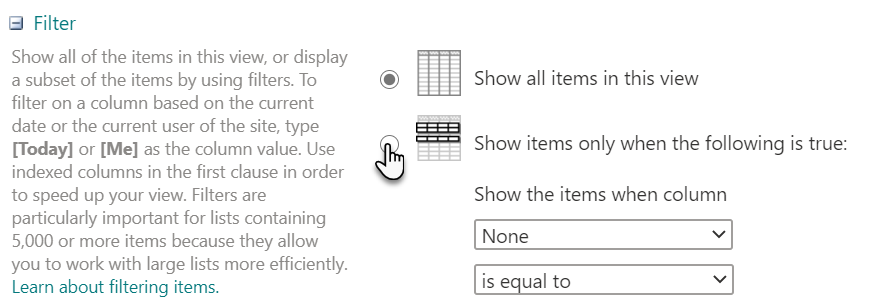 Filter
Show all of the items in this view, or display
a subset of the items by using filters. To
filter on a column based on the current
date or the current user of the site, type
[Today] or [Me] as the column value. Use
indexed columns in the first clause in order
to speed up your view. Filters are
particularly important for lists containing
5,000 or more items because they allow
you to work with large lists more efficiently.
Learn about filtering items.
Show all items in this view
Show items only when the following is true:
Show the items when column
None
is equal to